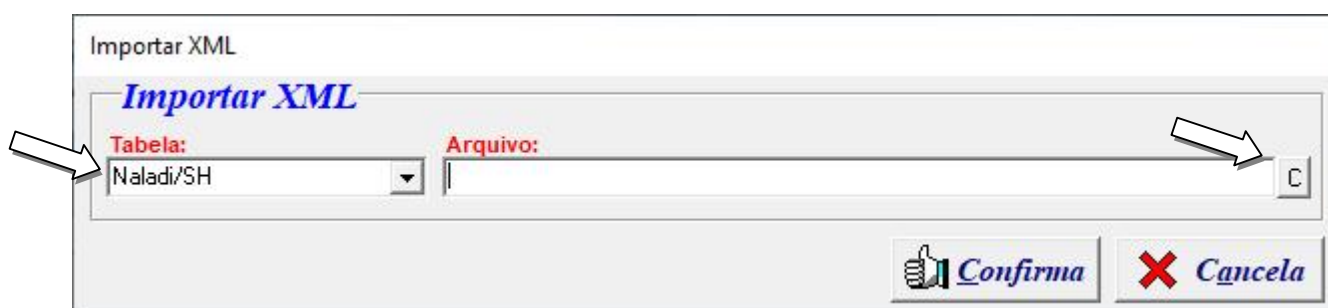 Importar XML
Importar XML
Tabela: Arquivo:
Naladi/SH C
Confirma Cancela